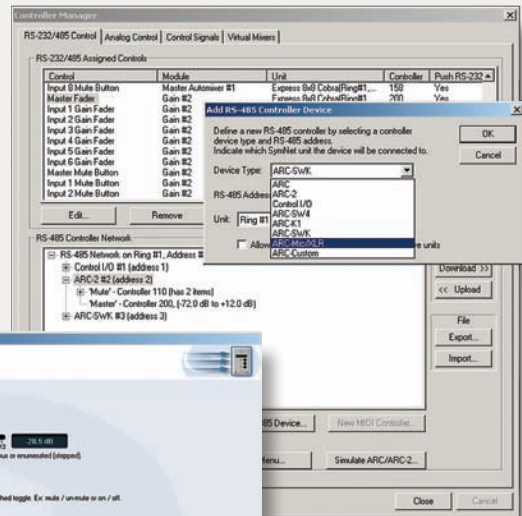 Controller Manager
RS-232/485 Control Analog Control Control Signals Virtual Mixers
RS-232/485 Assigned Controls
Control Module Unit Controller Push RS-232
Input 8 Mute Button Master Automixer #1 Express 8x8 Cobra(Ring#1,... 158 Yes
Master Fader Gain #2 Express 8x8 Cobra(Ring#1 200 Yes
Input 1 Gain Fader Gain #2
Input 2 Gain Fader Gain #2
Input 3 Gain Fader Gain #2
Input 4 Gain Fader Gain #2
Input 5 Gain Fader Gain #2
Input 6 Gain Fader Gain #2
Master Mute Button Gain #2
Input 1 Mute Button Gain #2
Input 2 Mute Button Gain #2
Add RS-485 Controller Device
Define a new RS-485 controller by selecting a controller
device type and RS-485 address.
Indicate which SymNet unit the device will be connected to.
OK
Cancel
Device Type: ARC-SWK
RS-485 Addres
Unit: Ring #1
Allow
e units
ARC
ARC-2
Control I/O
ARC-SW4
ARC-K1
ARC-SWK
ARC-Mic/XLR
ARC-Custom
Edit... Remove
RS-485 Controller Network
RS-485 Network on Ring #1, Address #
Control I/O #1 (address 1)
ARC-2 #2 (address 2)
'Mute' - Controller 110 (has 2 items)
'Master' - Controller 200, (-72.0 dB to +12.0 dB)
ARC-SWK #3 (address 3)
Download >>
<< Upload
File
Export...
Import...
85 Device... New MIDI Controller...
Menu... Simulate ARC/ARC-2...
Close Cancel
12 -28.5 dB
us or enumerated (stepped).
hed toggle. Ex: mute / un-mute or on / off.